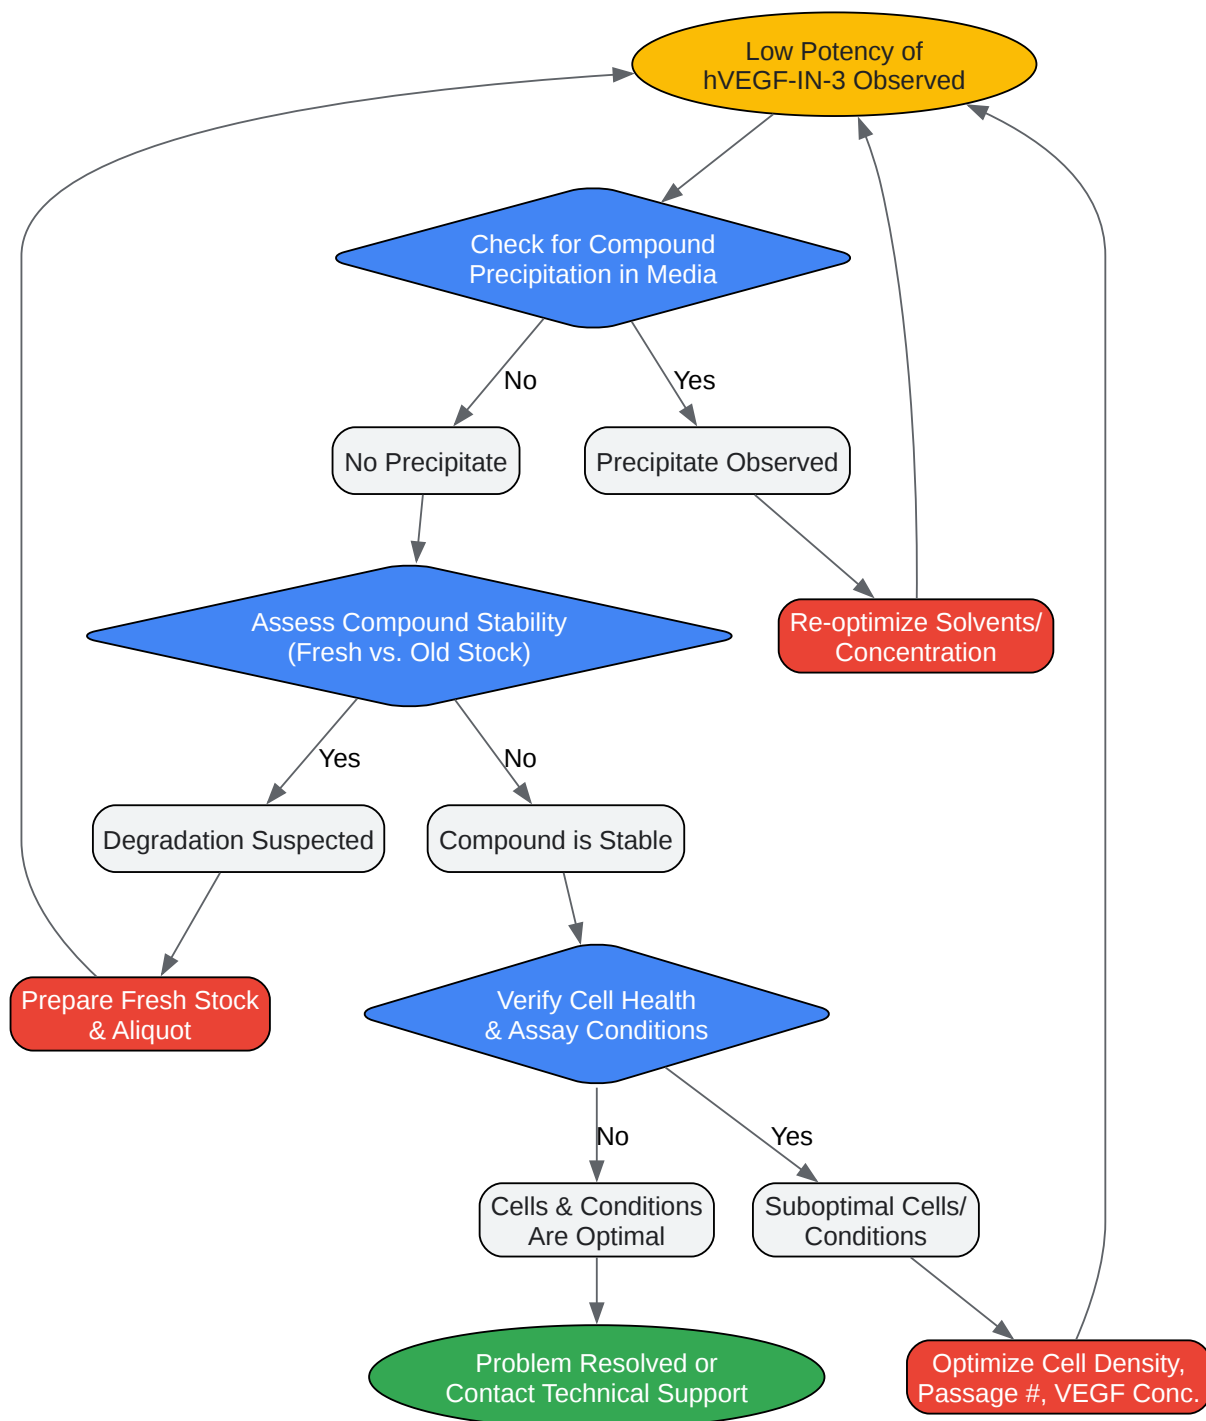 Low Potency of
hVEGF-IN-3 Observed
Check for Compound
Precipitation in Media
No
Yes
No Precipitate
Precipitate Observed
Assess Compound Stability
(Fresh vs. Old Stock)
Re-optimize Solvents/
Concentration
Yes
No
Degradation Suspected
Compound is Stable
Prepare Fresh Stock
& Aliquot
Verify Cell Health
& Assay Conditions
No
Yes
Cells & Conditions
Are Optimal
Suboptimal Cells/
Conditions
Problem Resolved or
Contact Technical Support
Optimize Cell Density,
Passage #, VEGF Conc.